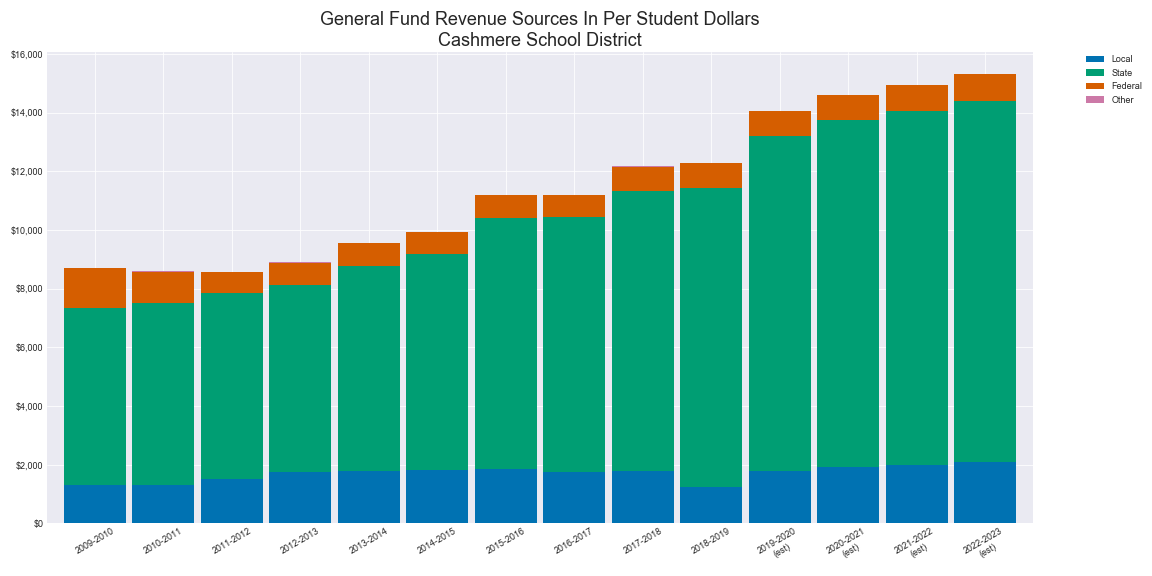 General Fund Revenue Sources In Per Student Dollars
Cashmere School District
$16,000
$14,000
$12,000
$10,000
$8,000
$6,000
$4,000
$2,000
$0
Local
State
Federal
Other
2009-2010
2010-2011
2011-2012
2012-2013
2013-2014
2014-2015
2015-2016
2016-2017
2017-2018
2018-2019
2019-2020
(est)
2020-2021
(est)
2021-2022
(est)
2022-2023
(est)